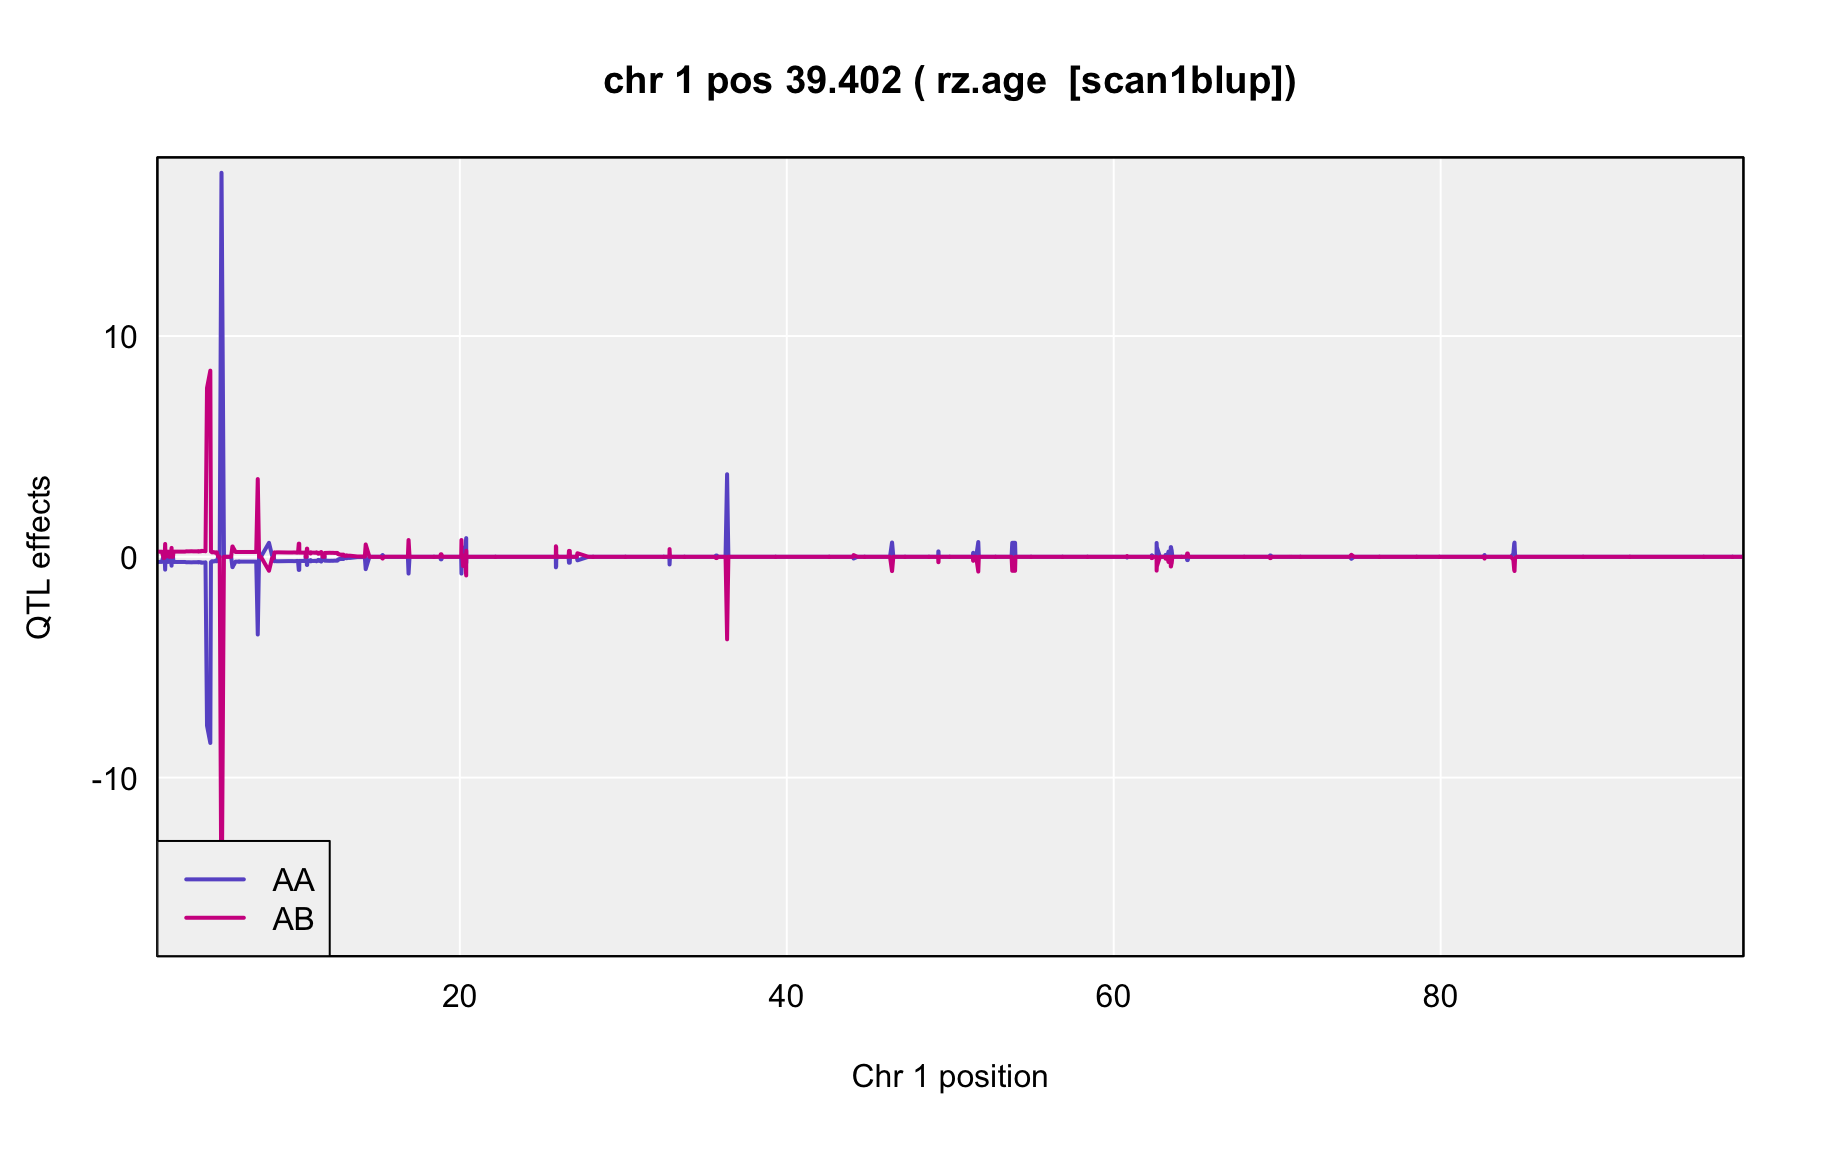 chr 1 pos 39.402 ( rz.age  [scan1blup])
QTL effects
10
0
-10
AA
AB
20 40 60 80
Chr 1 position